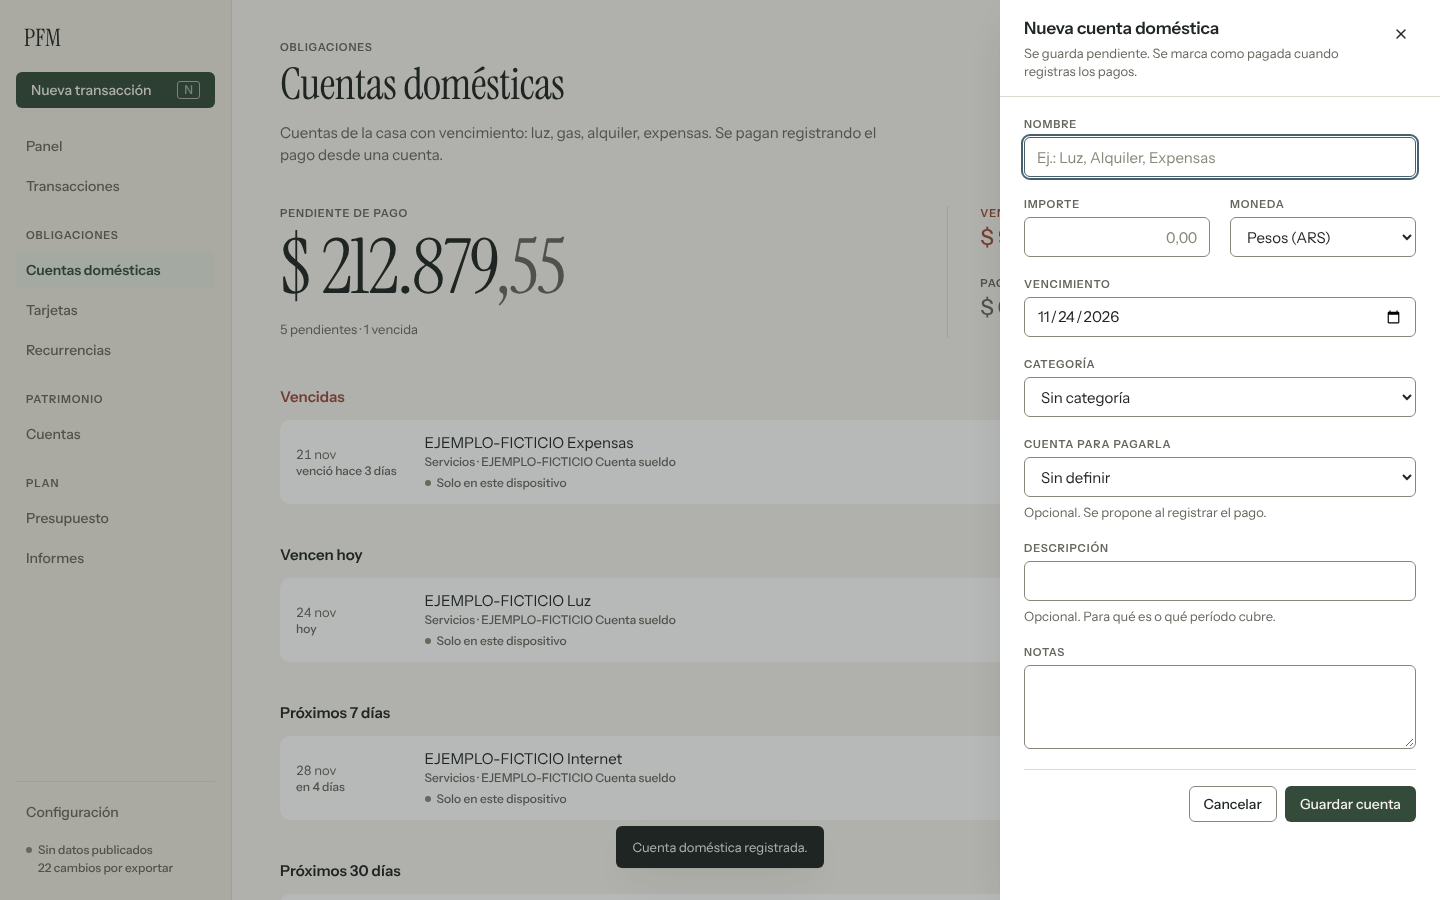 PFM
Nueva transacción N
Panel
Transacciones
OBLIGACIONES
Cuentas domésticas
Tarjetas
Recurrencias
PATRIMONIO
Cuentas
PLAN
Presupuesto
Informes
Configuración
Sin datos publicados
22 cambios por exportar
OBLIGACIONES
Cuentas domésticas
Cuentas de la casa con vencimiento: luz, gas, alquiler, expensas. Se pagan registrando el
pago desde una cuenta.
PENDIENTE DE PAGO
$ 212.879,55
5 pendientes · 1 vencida
$
$
Vencidas
21 nov
venció hace 3 días
EJEMPLO-FICTICIO Expensas
Servicios · EJEMPLO-FICTICIO Cuenta sueldo
Solo en este dispositivo
Vencen hoy
24 nov
hoy
EJEMPLO-FICTICIO Luz
Servicios · EJEMPLO-FICTICIO Cuenta sueldo
Solo en este dispositivo
Próximos 7 días
28 nov
en 4 días
EJEMPLO-FICTICIO Internet
Servicios · EJEMPLO-FICTICIO Cuenta sueldo
Solo en este dispositivo
Próximos 30 días
Cuenta doméstica registrada.
Nueva cuenta doméstica
Se guarda pendiente. Se marca como pagada cuando
registras los pagos.
NOMBRE
Ej.: Luz, Alquiler, Expensas
IMPORTE MONEDA
0,00 Pesos (ARS)
VENCIMIENTO
11/24/2026
CATEGORÍA
Sin categoría
CUENTA PARA PAGARLA
Sin definir
Opcional. Se propone al registrar el pago.
DESCRIPCIÓN
Opcional. Para qué es o qué período cubre.
NOTAS
Cancelar Guardar cuenta